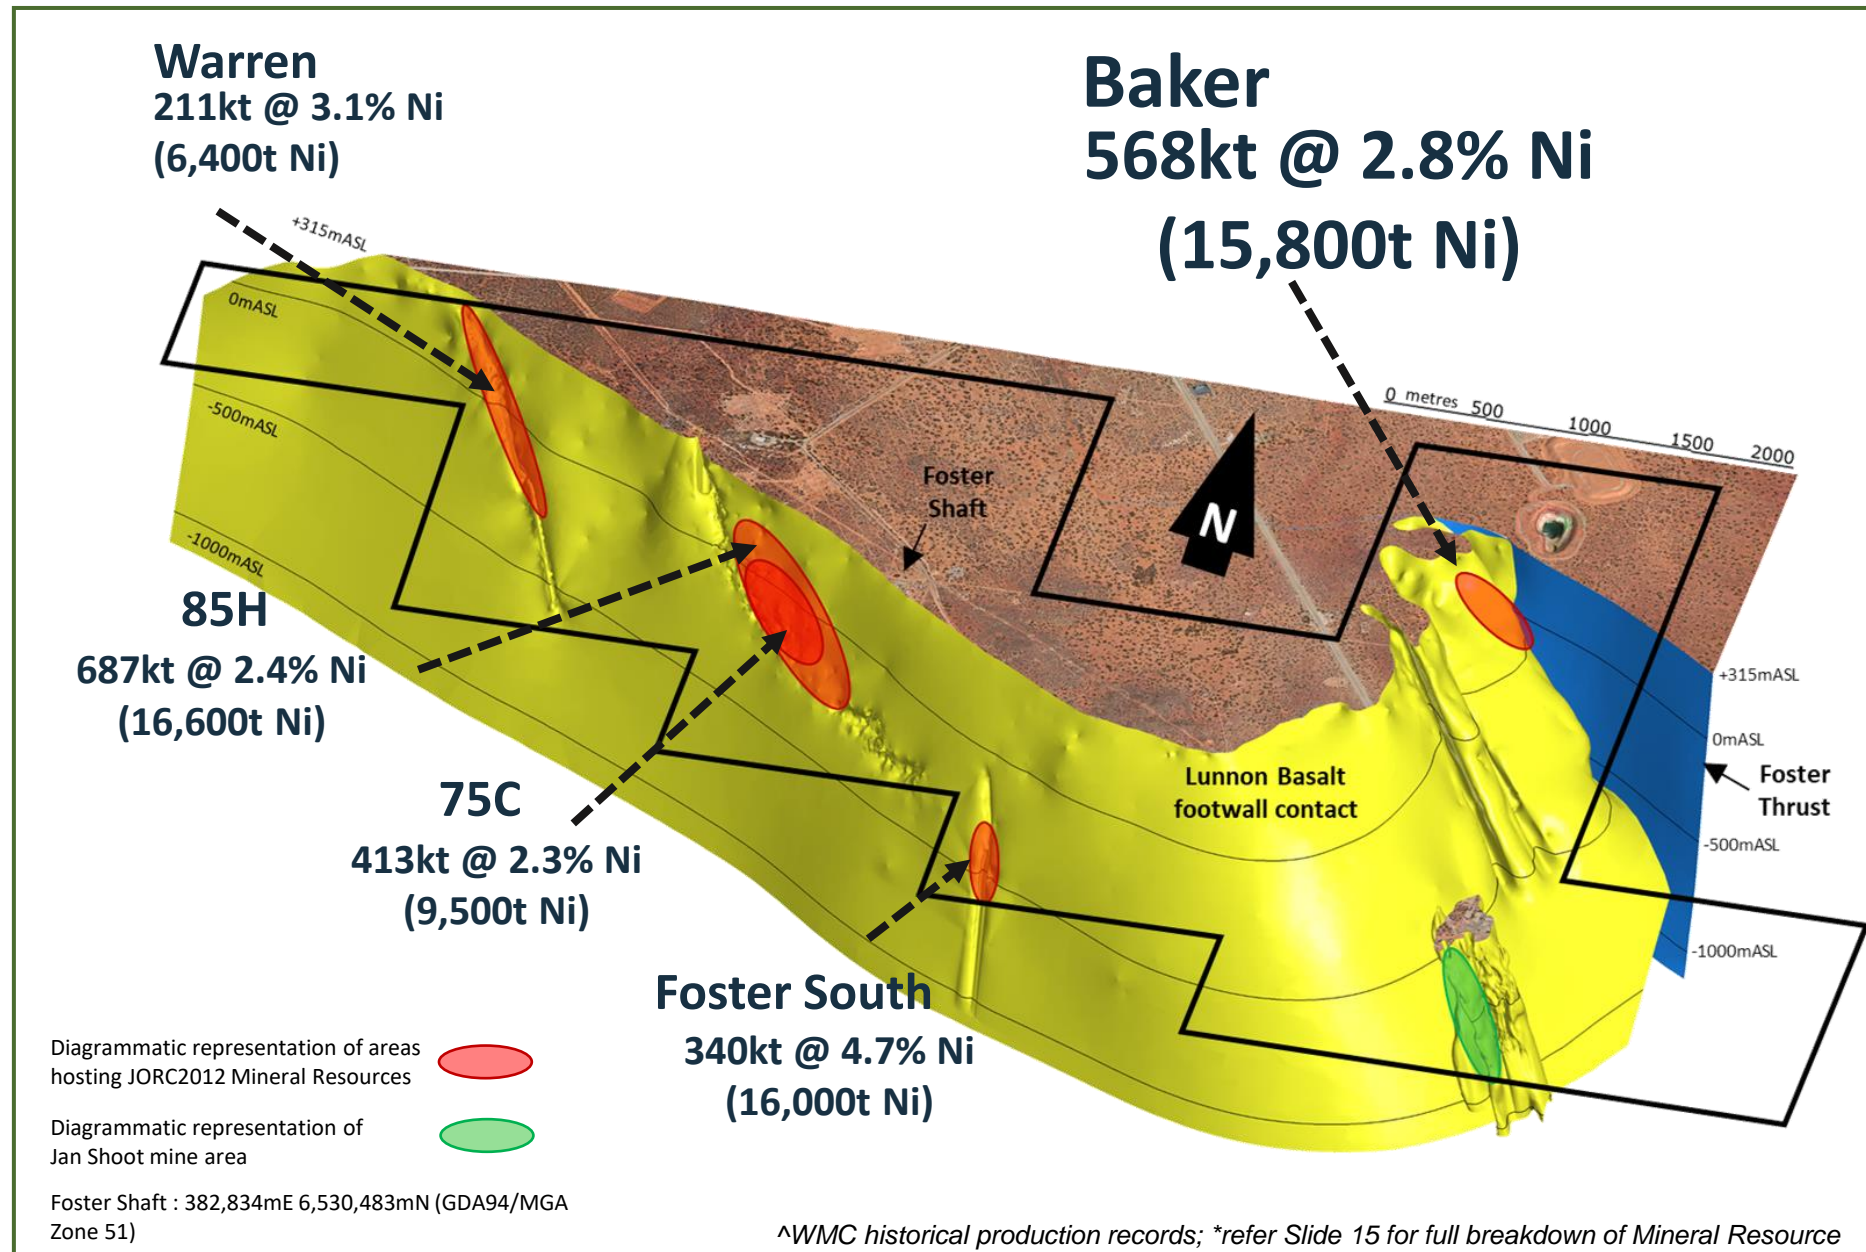 Warren
211kt @ 3.1% Ni
(6,400t Ni)
Baker
568kt @ 2.8% Ni
(15,800t Ni)
+315mASL
0mASL
-500mASL
-1000mASL
0 metres 500 1000 1500 2000
Foster
Shaft
N
85H
687kt @ 2.4% Ni
(16,600t Ni)
75C
413kt @ 2.3% Ni
(9,500t Ni)
Foster South
340kt @ 4.7% Ni
(16,000t Ni)
Lunnon Basalt
footwall contact
+315mASL
0mASL
Foster
Thrust
-500mASL
-1000mASL
Diagrammatic representation of areas
hosting JORC2012 Mineral Resources
Diagrammatic representation of
Jan Shoot mine area
Foster Shaft : 382,834mE 6,530,483mN (GDA94/MGA
Zone 51)
^WMC historical production records; *refer Slide 15 for full breakdown of Mineral Resource